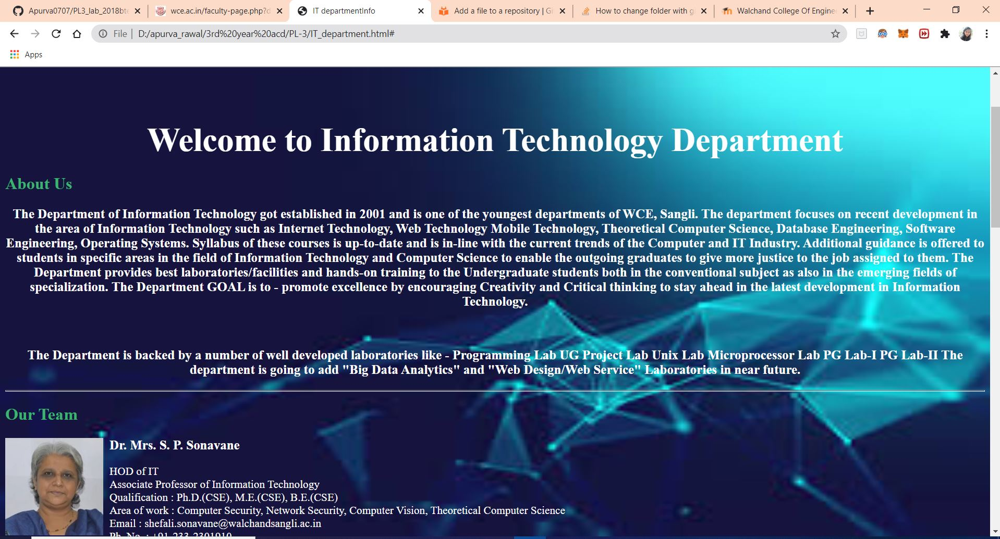 Apurva0707/PL3_lab_2018bte
wce.ac.in/faculty-page.php?d
IT departmentInfo
Add a file to a repository | Gi
How to change folder with gi
Walchand College Of Engine
File | D:/apurva_rawal/3rd%20year%20acd/PL-3/IT_department.html#
Apps
Welcome to Information Technology Department
About Us
The Department of Information Technology got established in 2001 and is one of the youngest departments of WCE, Sangli. The department focuses on recent development in
the area of Information Technology such as Internet Technology, Web Technology Mobile Technology, Theoretical Computer Science, Database Engineering, Software
Engineering, Operating Systems. Syllabus of these courses is up-to-date and is in-line with the current trends of the Computer and IT Industry. Additional guidance is offered to
students in specific areas in the field of Information Technology and Computer Science to enable the outgoing graduates to give more justice to the job assigned to them. The
Department provides best laboratories/facilities and hands-on training to the Undergraduate students both in the conventional subject as also in the emerging fields of
specialization. The Department GOAL is to - promote excellence by encouraging Creativity and Critical thinking to stay ahead in the latest development in Information
Technology.
The Department is backed by a number of well developed laboratories like - Programming Lab UG Project Lab Unix Lab Microprocessor Lab PG Lab-I PG Lab-II The
department is going to add "Big Data Analytics" and "Web Design/Web Service" Laboratories in near future.
Our Team
Dr. Mrs. S. P. Sonavane
HOD of IT
Associate Professor of Information Technology
Qualification : Ph.D.(CSE), M.E.(CSE), B.E.(CSE)
Area of work : Computer Security, Network Security, Computer Vision, Theoretical Computer Science
Email : shefali.sonavane@walchandsangli.ac.in
Ph. No. : +91-233-2301910